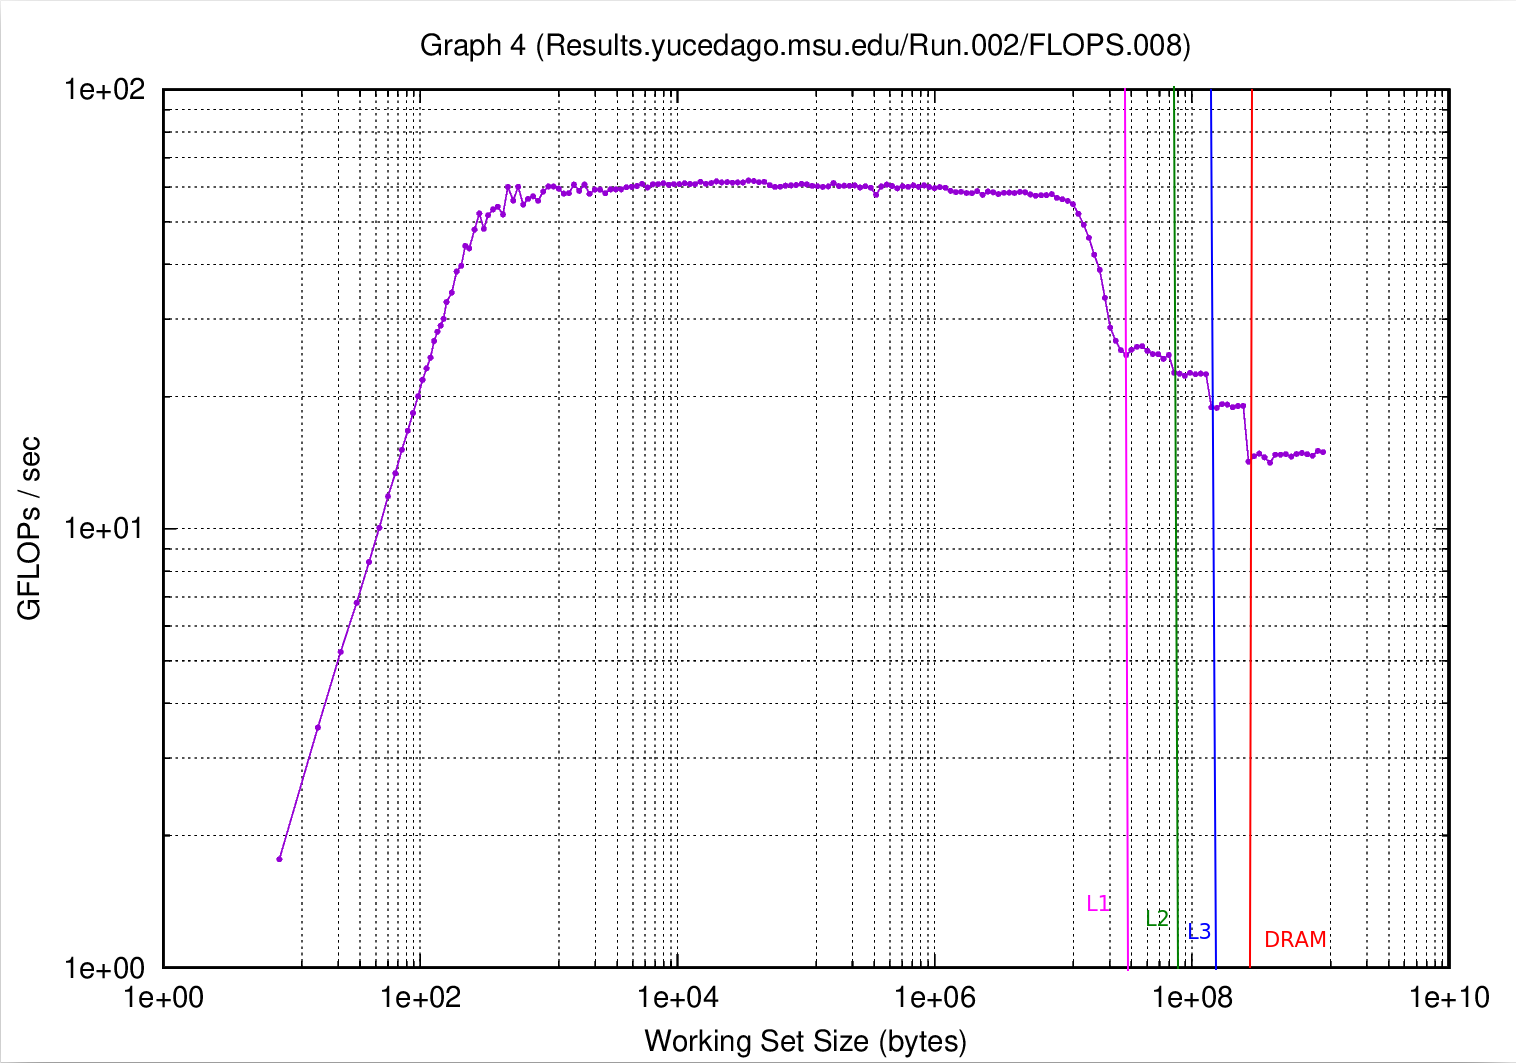 Graph 4 (Results.yucedago.msu.edu/Run.002/FLOPS.008)
1e+02
1e+01
1e+00
GFLOPs / sec
L1
L2
L3
DRAM
1e+00 1e+02 1e+04 1e+06 1e+08 1e+10
Working Set Size (bytes)